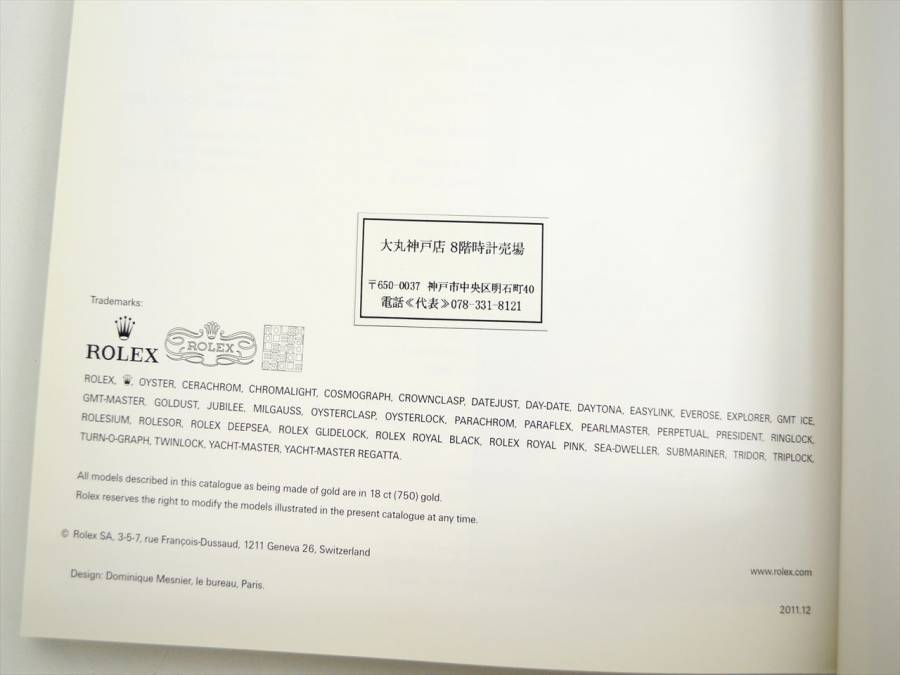 大丸神戸店 8階時計売場
〒650-0037 神戸市中央区明石町40
電話≪代表≫078-331-8121
Trademarks:
ROLEX
ROLEX
ROLEX, , OYSTER, CERACHROM, CHROMALIGHT, COSMOGRAPH, CROWNCLASP, DATEJUST, DAY-DATE, DAYTONA, EASYLINK, EVEROSE, EXPLORER, GMT ICE,
GMT-MASTER, GOLDUST, JUBILEE, MILGAUSS, OYSTERCLASP, OYSTERLOCK, PARACHROM, PARAFLEX, PEARLMASTER, PERPETUAL, PRESIDENT, RINGLOCK,
ROLESIUM, ROLESOR, ROLEX DEEPSEA, ROLEX GLIDELOCK, ROLEX ROYAL BLACK, ROLEX ROYAL PINK, SEA-DWELLER, SUBMARINER, TRIDOR, TRIPLOCK,
TURN-O-GRAPH, TWINLOCK, YACHT-MASTER, YACHT-MASTER REGATTA.
All models described in this catalogue as being made of gold are in 18 ct (750) gold.
Rolex reserves the right to modify the models illustrated in the present catalogue at any time.
© Rolex SA, 3-5-7, rue François-Dussaud, 1211 Geneva 26, Switzerland
www.rolex.com
Design: Dominique Mesnier, le bureau, Paris.
2011.12